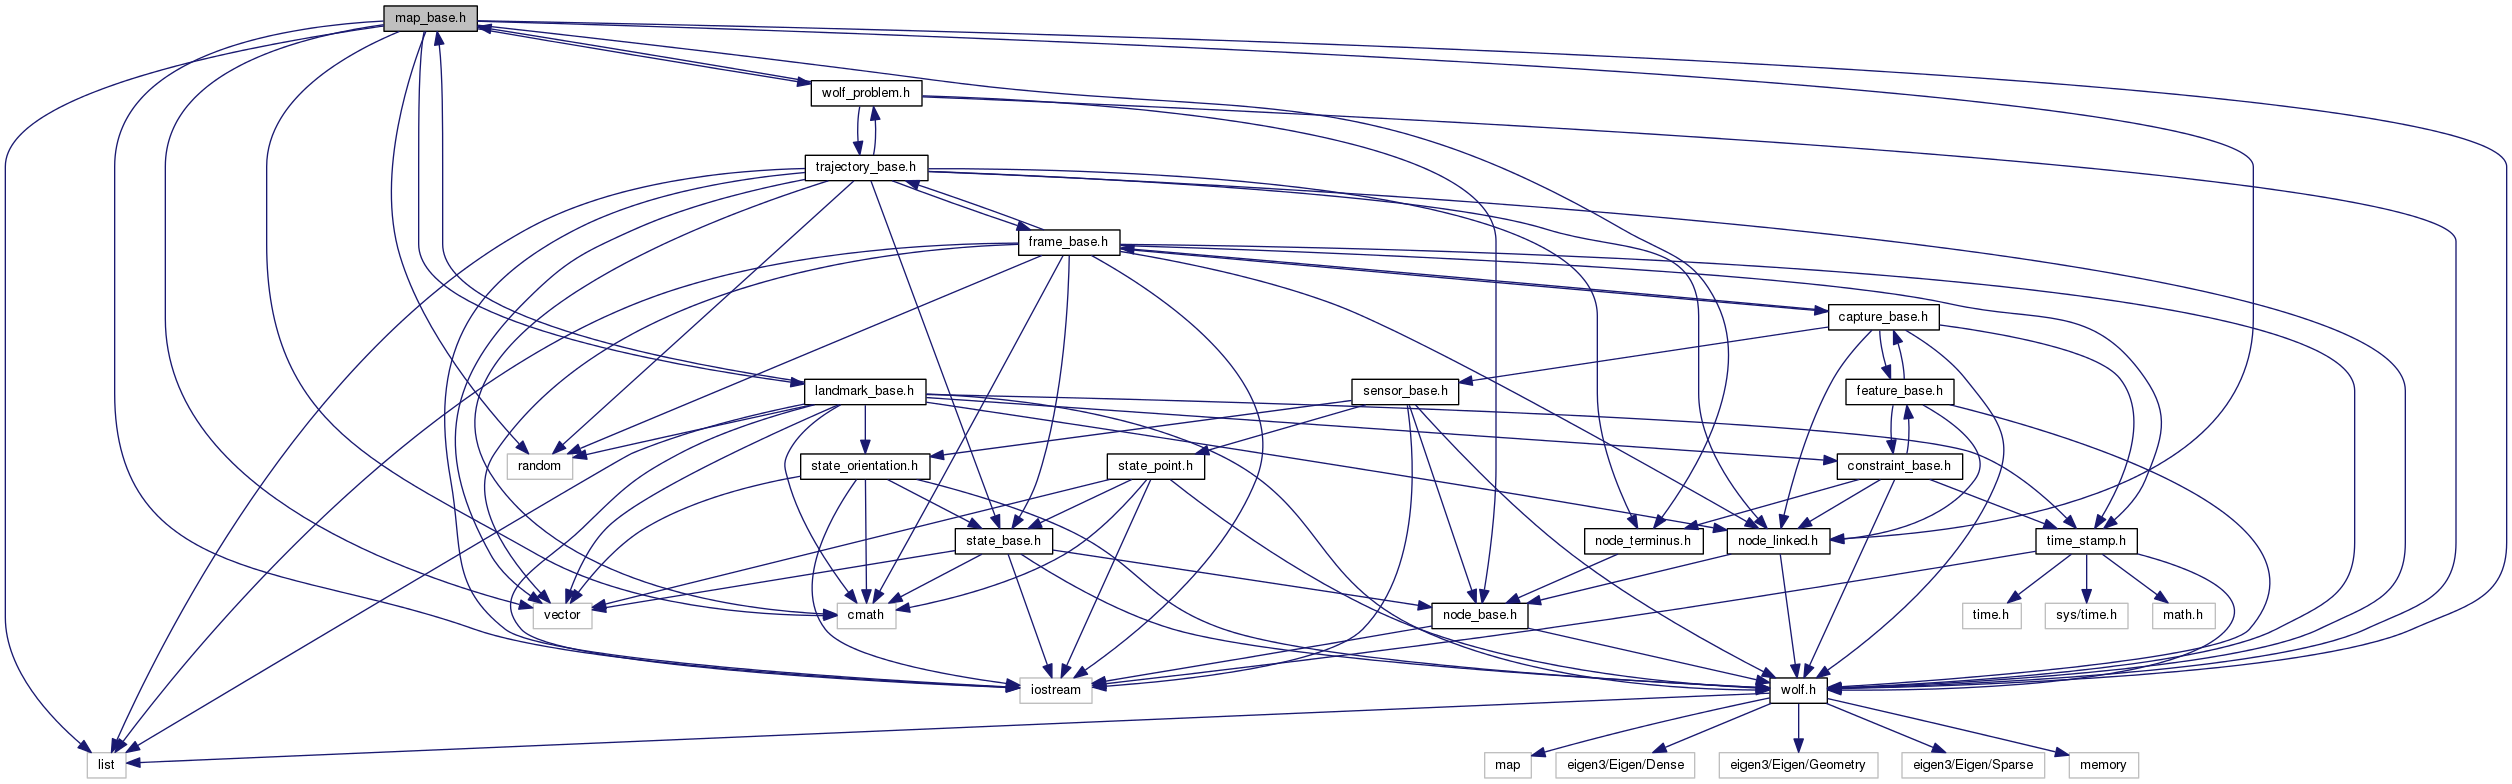 map_base.h
wolf_problem.h
trajectory_base.h
frame_base.h
capture_base.h
landmark_base.h
sensor_base.h
feature_base.h
random
state_orientation.h
state_point.h
constraint_base.h
state_base.h
node_terminus.h
node_linked.h
time_stamp.h
vector
cmath
node_base.h
time.h
sys/time.h
math.h
iostream
wolf.h
list
map
eigen3/Eigen/Dense
eigen3/Eigen/Geometry
eigen3/Eigen/Sparse
memory